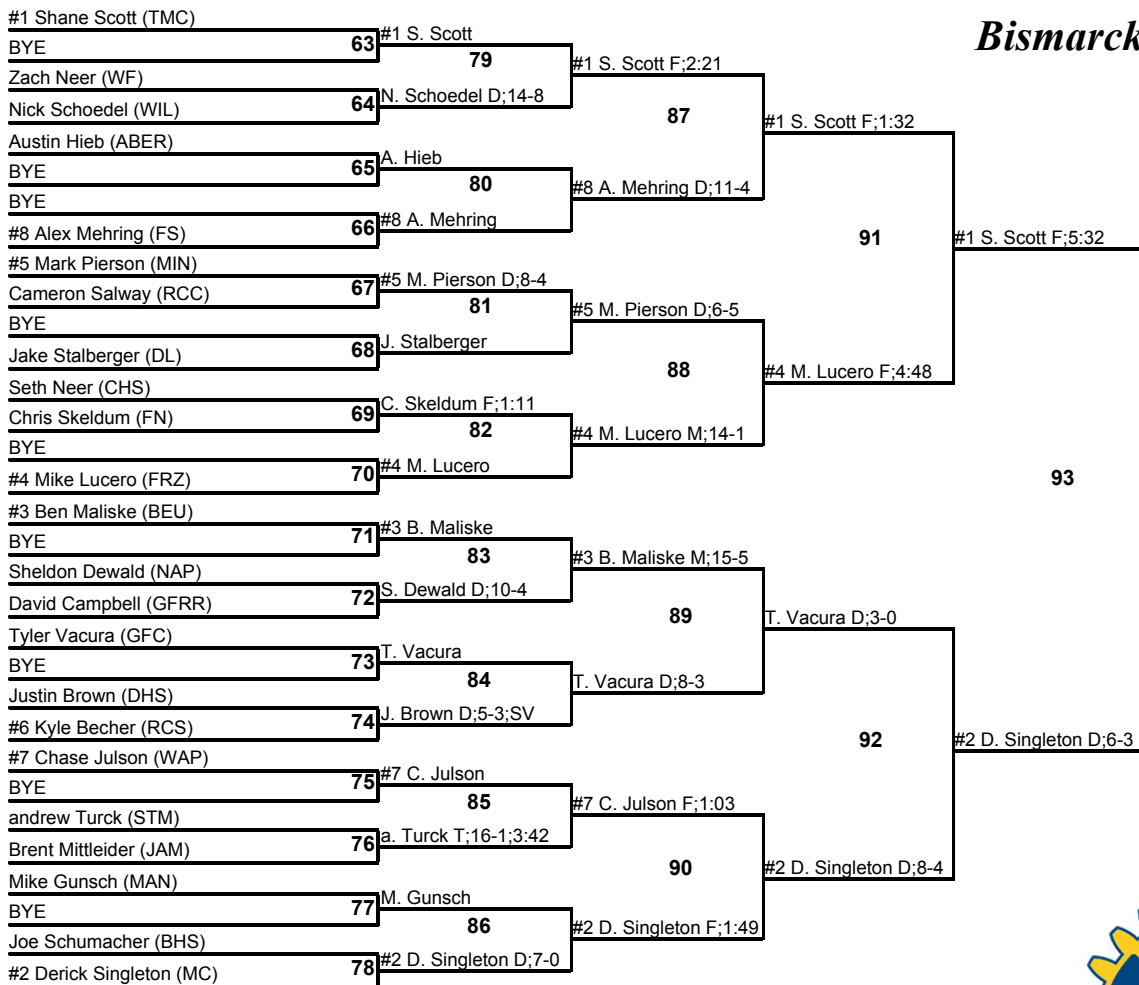 #1 Shane Scott (TMC)
BYE
Zach Neer (WF)
Nick Schoedel (WIL)
Austin Hieb (ABER)
BYE
BYE
#8 Alex Mehring (FS)
#5 Mark Pierson (MIN)
Cameron Salway (RCC)
BYE
Jake Stalberger (DL)
Seth Neer (CHS)
Chris Skeldum (FN)
BYE
#4 Mike Lucero (FRZ)
#3 Ben Maliske (BEU)
BYE
Sheldon Dewald (NAP)
David Campbell (GFRR)
Tyler Vacura (GFC)
BYE
Justin Brown (DHS)
#6 Kyle Becher (RCS)
#7 Chase Julson (WAP)
BYE
andrew Turck (STM)
Brent Mittleider (JAM)
Mike Gunsch (MAN)
BYE
Joe Schumacher (BHS)
#2 Derick Singleton (MC)
63
64
65
66
67
68
69
70
71
72
73
74
75
76
77
78
#1 S. Scott
79
N. Schoedel D;14-8
A. Hieb
80
#8 A. Mehring
#5 M. Pierson D;8-4
81
J. Stalberger
C. Skeldum F;1:11
82
#4 M. Lucero
#3 B. Maliske
83
S. Dewald D;10-4
T. Vacura
84
J. Brown D;5-3;SV
#7 C. Julson
85
a. Turck T;16-1;3:42
M. Gunsch
86
#2 D. Singleton D;7-0
#1 S. Scott F;2:21
87
#8 A. Mehring D;11-4
#5 M. Pierson D;6-5
88
#4 M. Lucero M;14-1
#3 B. Maliske M;15-5
89
T. Vacura D;8-3
#7 C. Julson F;1:03
90
#2 D. Singleton F;1:49
#1 S. Scott F;1:32
91
#4 M. Lucero F;4:48
T. Vacura D;3-0
92
#2 D. Singleton D;8-4
Bismarck
#1 S. Scott F;5:32
93
#2 D. Singleton D;6-3